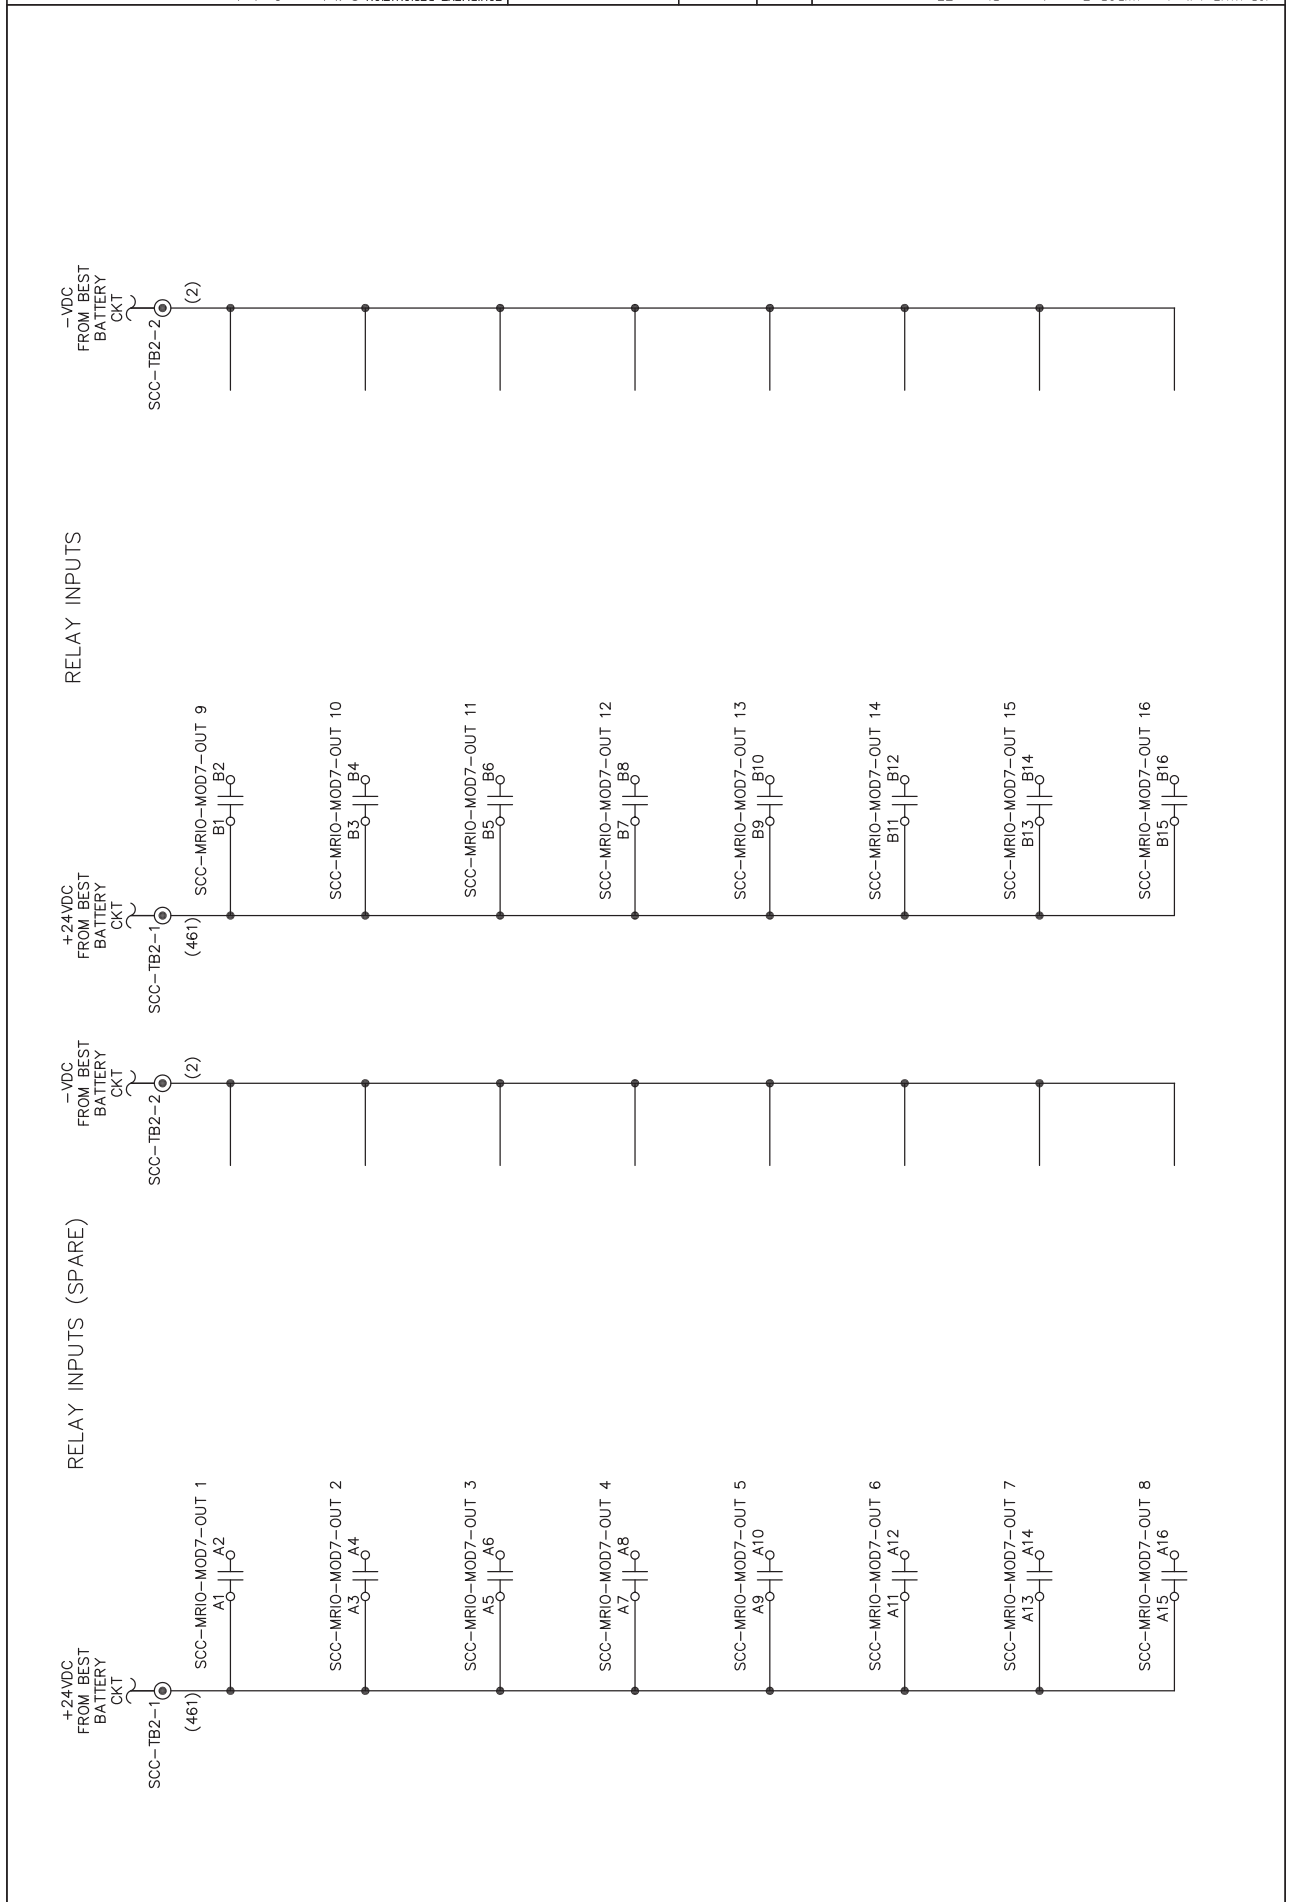 RELAY INPUTS (SPARE)
+24VDC
FROM BEST
BATTERY
CKT
SCC-TB2-1
(461)
SCC-MRIO-MOD7-OUT 1
A1 A2
SCC-MRIO-MOD7-OUT 2
A3 A4
SCC-MRIO-MOD7-OUT 3
A5 A6
SCC-MRIO-MOD7-OUT 4
A7 A8
SCC-MRIO-MOD7-OUT 5
A9 A10
SCC-MRIO-MOD7-OUT 6
A11 A12
SCC-MRIO-MOD7-OUT 7
A13 A14
SCC-MRIO-MOD7-OUT 8
A15 A16
-VDC
FROM BEST
BATTERY
CKT
SCC-TB2-2
(2)
RELAY INPUTS
+24VDC
FROM BEST
BATTERY
CKT
SCC-TB2-1
(461)
SCC-MRIO-MOD7-OUT 9
B1 B2
SCC-MRIO-MOD7-OUT 10
B3 B4
SCC-MRIO-MOD7-OUT 11
B5 B6
SCC-MRIO-MOD7-OUT 12
B7 B8
SCC-MRIO-MOD7-OUT 13
B9 B10
SCC-MRIO-MOD7-OUT 14
B11 B12
SCC-MRIO-MOD7-OUT 15
B13 B14
SCC-MRIO-MOD7-OUT 16
B15 B16
-VDC
FROM BEST
BATTERY
CKT
SCC-TB2-2
(2)